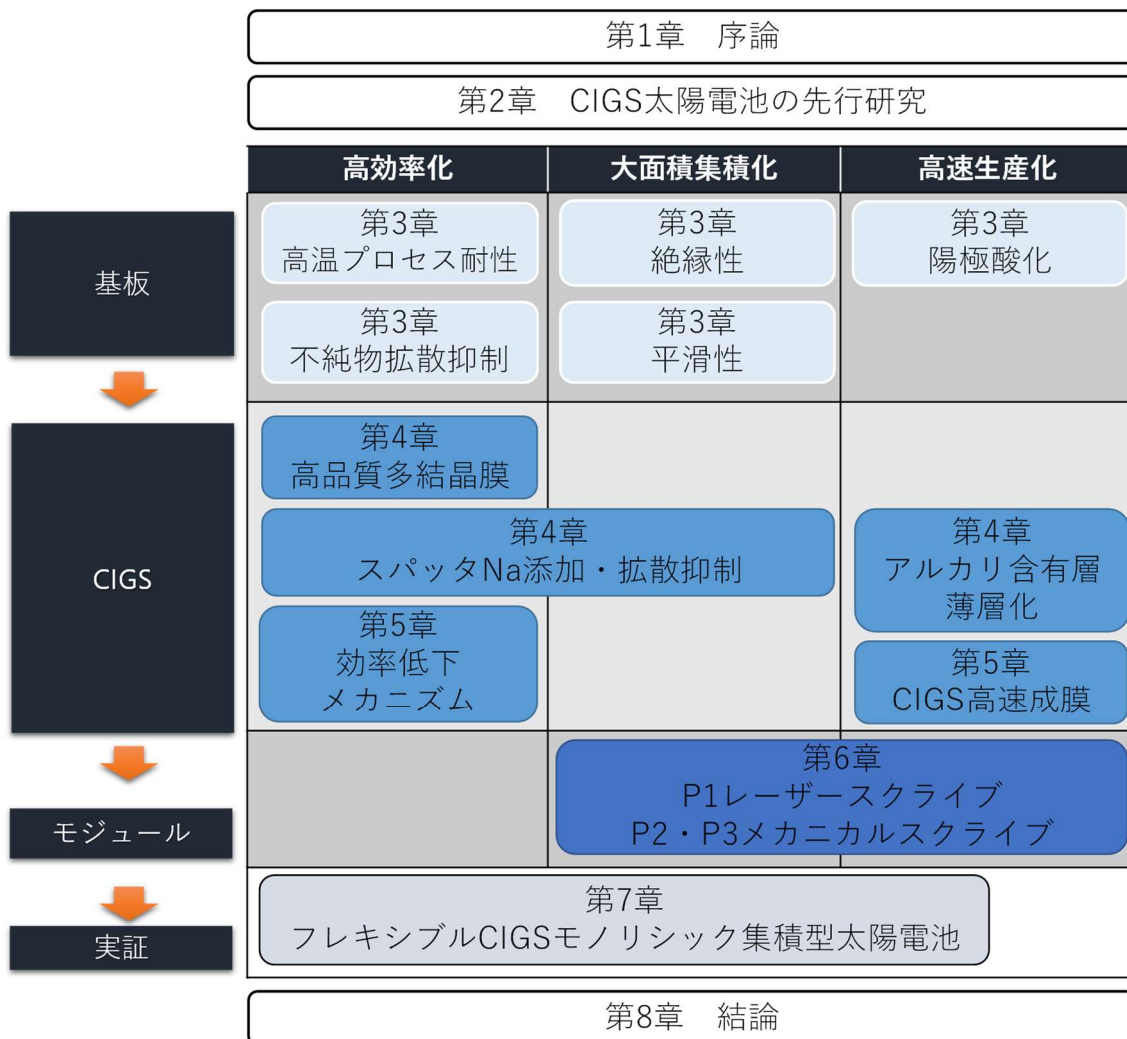 第1章　序論
第2章　CIGS太陽電池の先行研究
高効率化
大面積集積化
高速生産化
基板
第3章
高温プロセス耐性
第3章
絶縁性
第3章
陽極酸化
第3章
不純物拡散抑制
第3章
平滑性
CIGS
第4章
高品質多結晶膜
第4章
スパッタNa添加・拡散抑制
第4章
アルカリ含有層
薄層化
第5章
効率低下
メカニズム
第5章
CIGS高速成膜
モジュール
第6章
P1レーザースクライブ
P2・P3メカニカルスクライブ
実証
第7章
フレキシブルCIGSモノリシック集積型太陽電池
第8章　結論